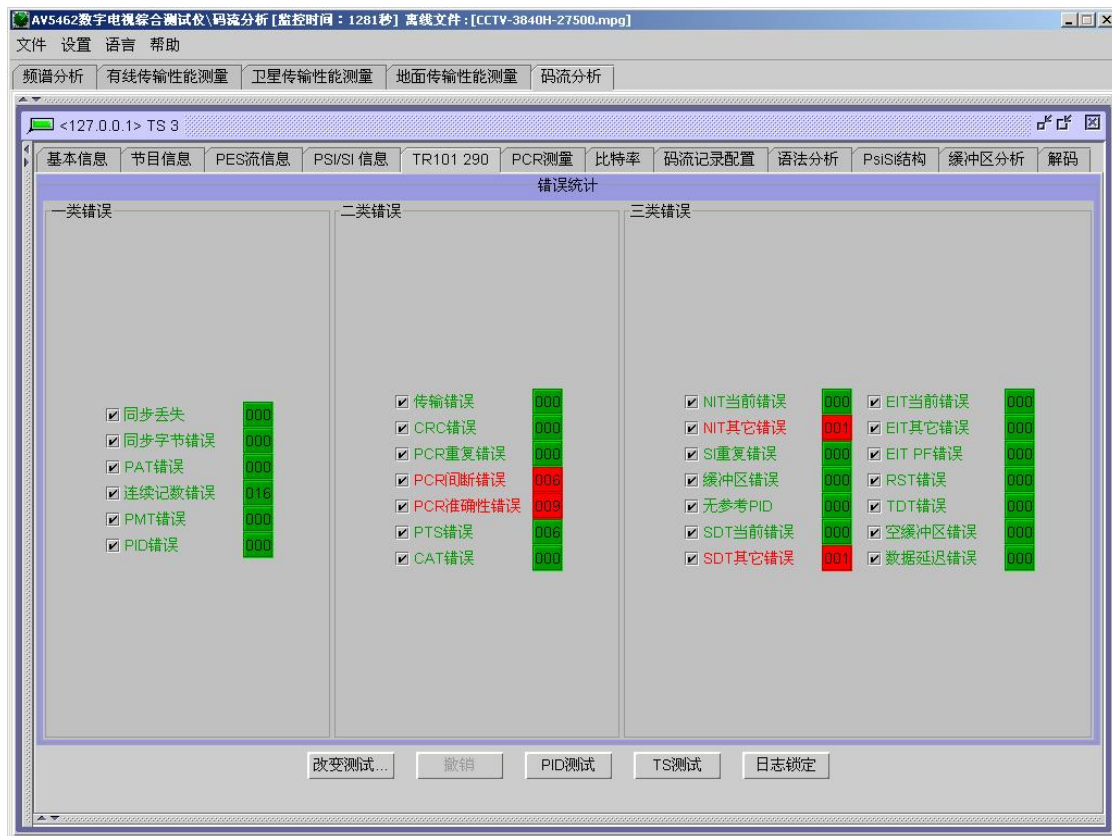 AV5462数字电视综合测试仪\码流分析[监控时间：1281秒] 离线文件:[CCTV-3840H-27500.mpg]
文件 设置 语言 帮助
频谱分析 有线传输性能测量 卫星传输性能测量 地面传输性能测量 码流分析
<127.0.0.1> TS 3
基本信息 节目信息 PES流信息 PSI/SI 信息 TR101 290 PCR测量 比特率 码流记录配置 语法分析 PsiSi结构 缓冲区分析 解码
错误统计
一类错误
同步丢失 000
同步字节错误 000
PAT错误 000
连续记数错误 016
PMT错误 000
PID错误 000
二类错误
传输错误 000
CRC错误 000
PCR重复错误 000
PCR间断错误 006
PCR准确性错误 009
PTS错误 006
CAT错误 000
三类错误
NIT当前错误 000
NIT其它错误 001
SI重复错误 000
缓冲区错误 000
无参考PID 000
SDT当前错误 000
SDT其它错误 001
EIT当前错误 000
EIT其它错误 000
EIT PF错误 000
RST错误 000
TDT错误 000
空缓冲区错误 000
数据延迟错误 000
改变测试... 撤销 PID测试 TS测试 日志锁定